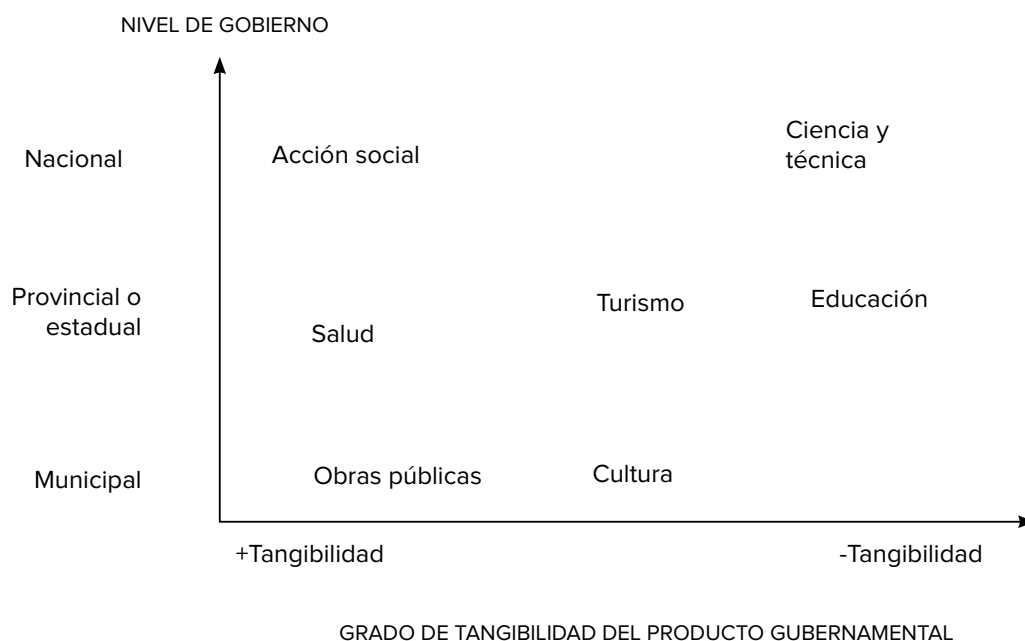 NIVEL DE GOBIERNO
Nacional
Acción social
Ciencia y
técnica
Provincial o
estadual
Salud
Turismo
Educación
Municipal
Obras públicas
Cultura
+Tangibilidad
-Tangibilidad
GRADO DE TANGIBILIDAD DEL PRODUCTO GUBERNAMENTAL